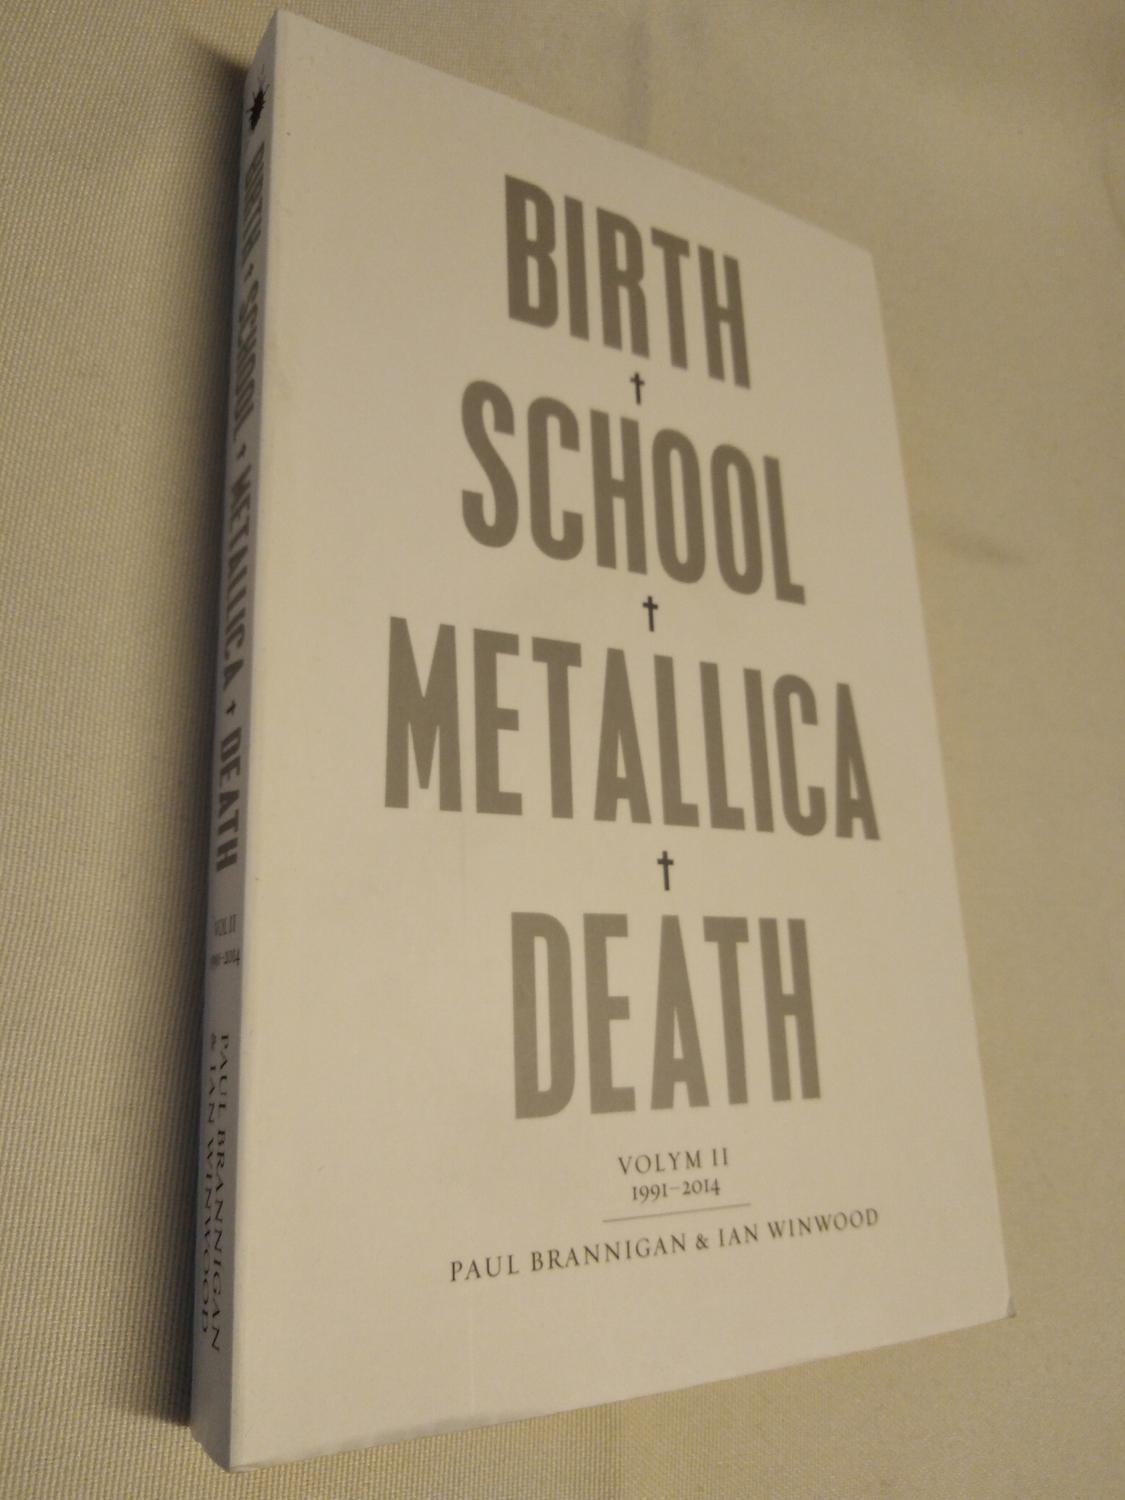 BIRTH
†
SCHOOL
†
METALLICA
†
DEATH
VOLYM II
1991–2014
PAUL BRANNIGAN & IAN WINWOOD
BIRTH † SCHOOL † METALLICA † DEATH
VOL II
1991–2014
PAUL BRANNIGAN
& IAN WINWOOD